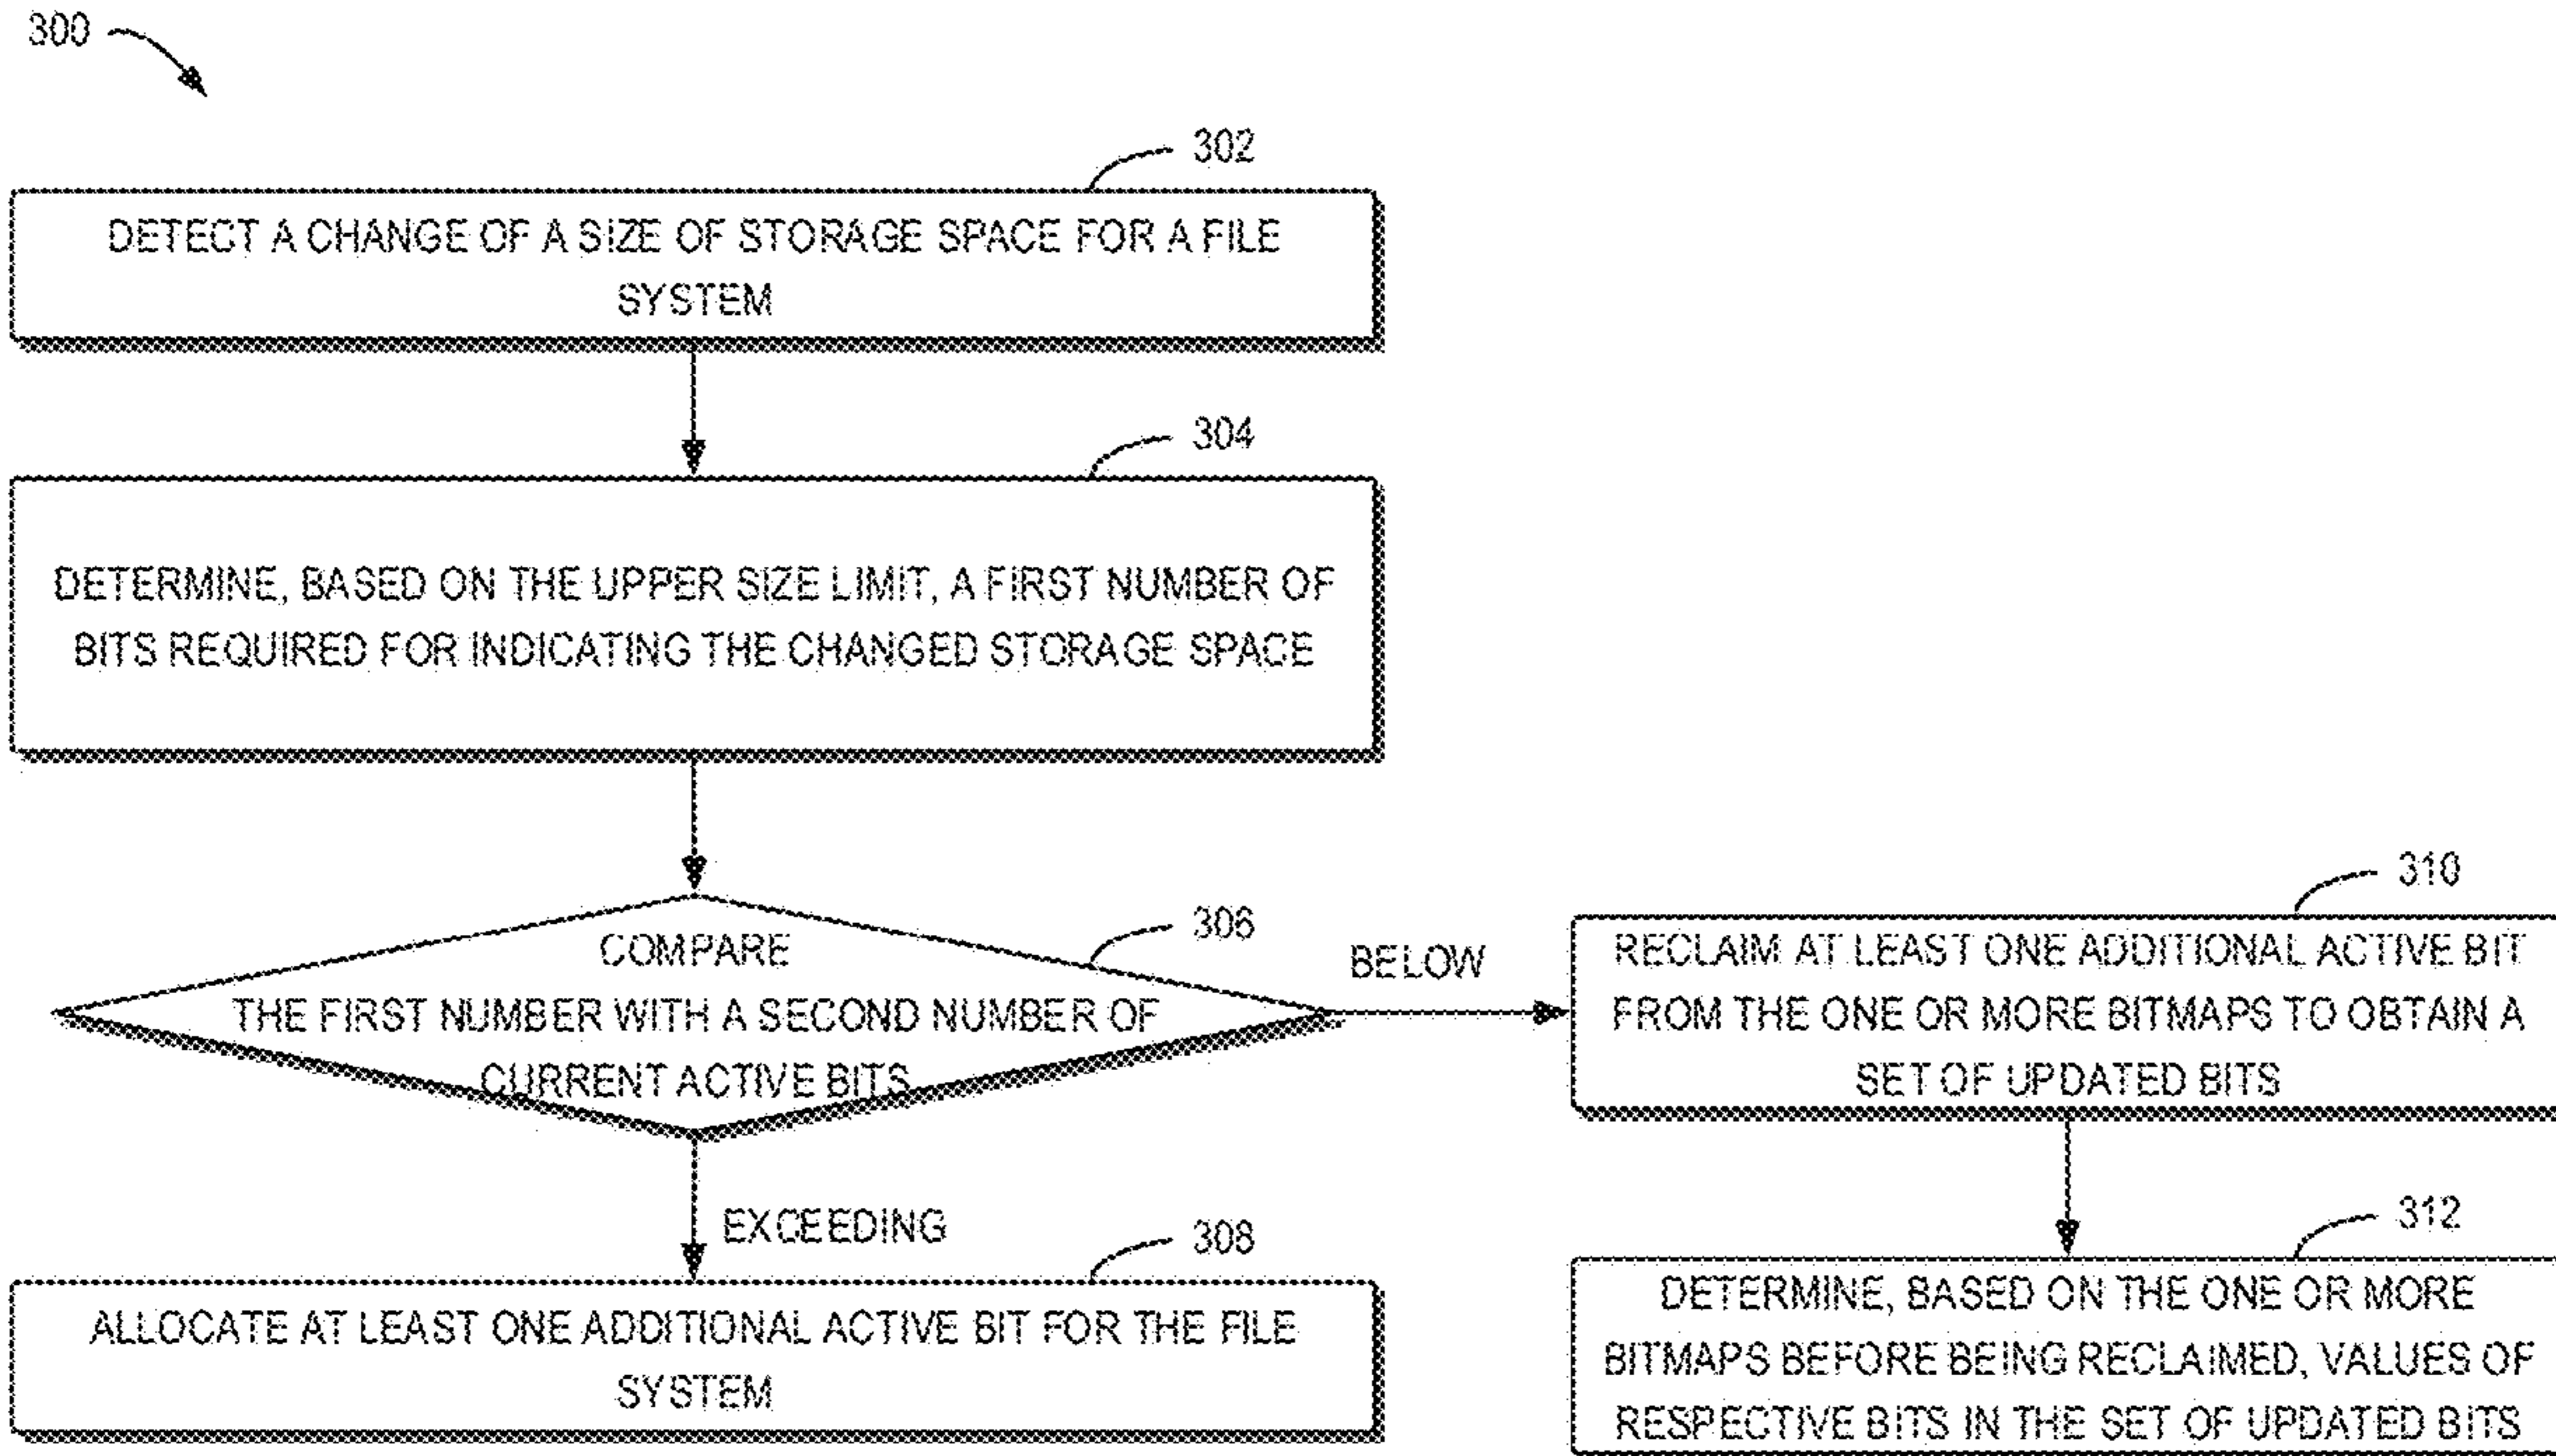 300
302
DETECT A CHANGE OF A SIZE OF STORAGE SPACE FOR A FILE
SYSTEM
304
DETERMINE, BASED ON THE UPPER SIZE LIMIT, A FIRST NUMBER OF
BITS REQUIRED FOR INDICATING THE CHANGED STORAGE SPACE
306
COMPARE
THE FIRST NUMBER WITH A SECOND NUMBER OF
CURRENT ACTIVE BITS
BELOW
EXCEEDING
308
ALLOCATE AT LEAST ONE ADDITIONAL ACTIVE BIT FOR THE FILE
SYSTEM
310
RECLAIM AT LEAST ONE ADDITIONAL ACTIVE BIT
FROM THE ONE OR MORE BITMAPS TO OBTAIN A
SET OF UPDATED BITS
312
DETERMINE, BASED ON THE ONE OR MORE
BITMAPS BEFORE BEING RECLAIMED, VALUES OF
RESPECTIVE BITS IN THE SET OF UPDATED BITS